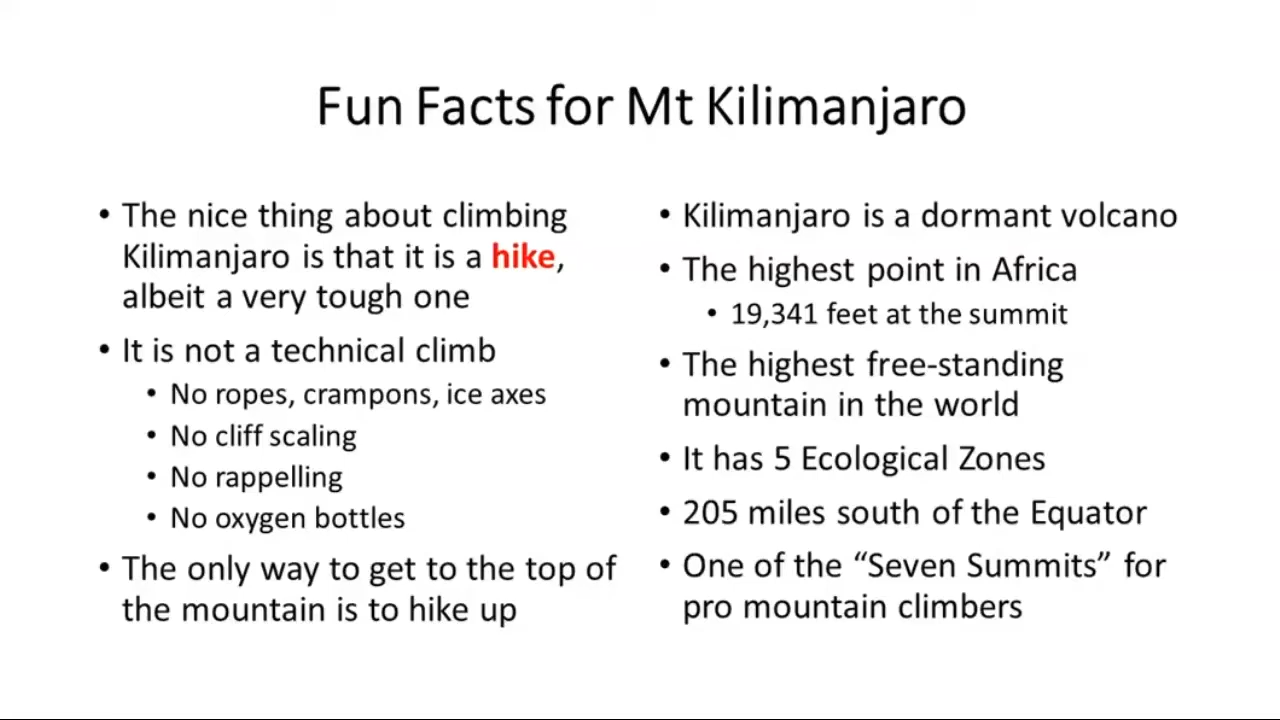 Fun Facts for Mt Kilimanjaro
• The nice thing about climbing
Kilimanjaro is that it is a hike,
albeit a very tough one
• It is not a technical climb
• No ropes, crampons, ice axes
• No cliff scaling
• No rappelling
• No oxygen bottles
• The only way to get to the top of
the mountain is to hike up
• Kilimanjaro is a dormant volcano
• The highest point in Africa
• 19,341 feet at the summit
• The highest free-standing
mountain in the world
• It has 5 Ecological Zones
• 205 miles south of the Equator
• One of the “Seven Summits” for
pro mountain climbers